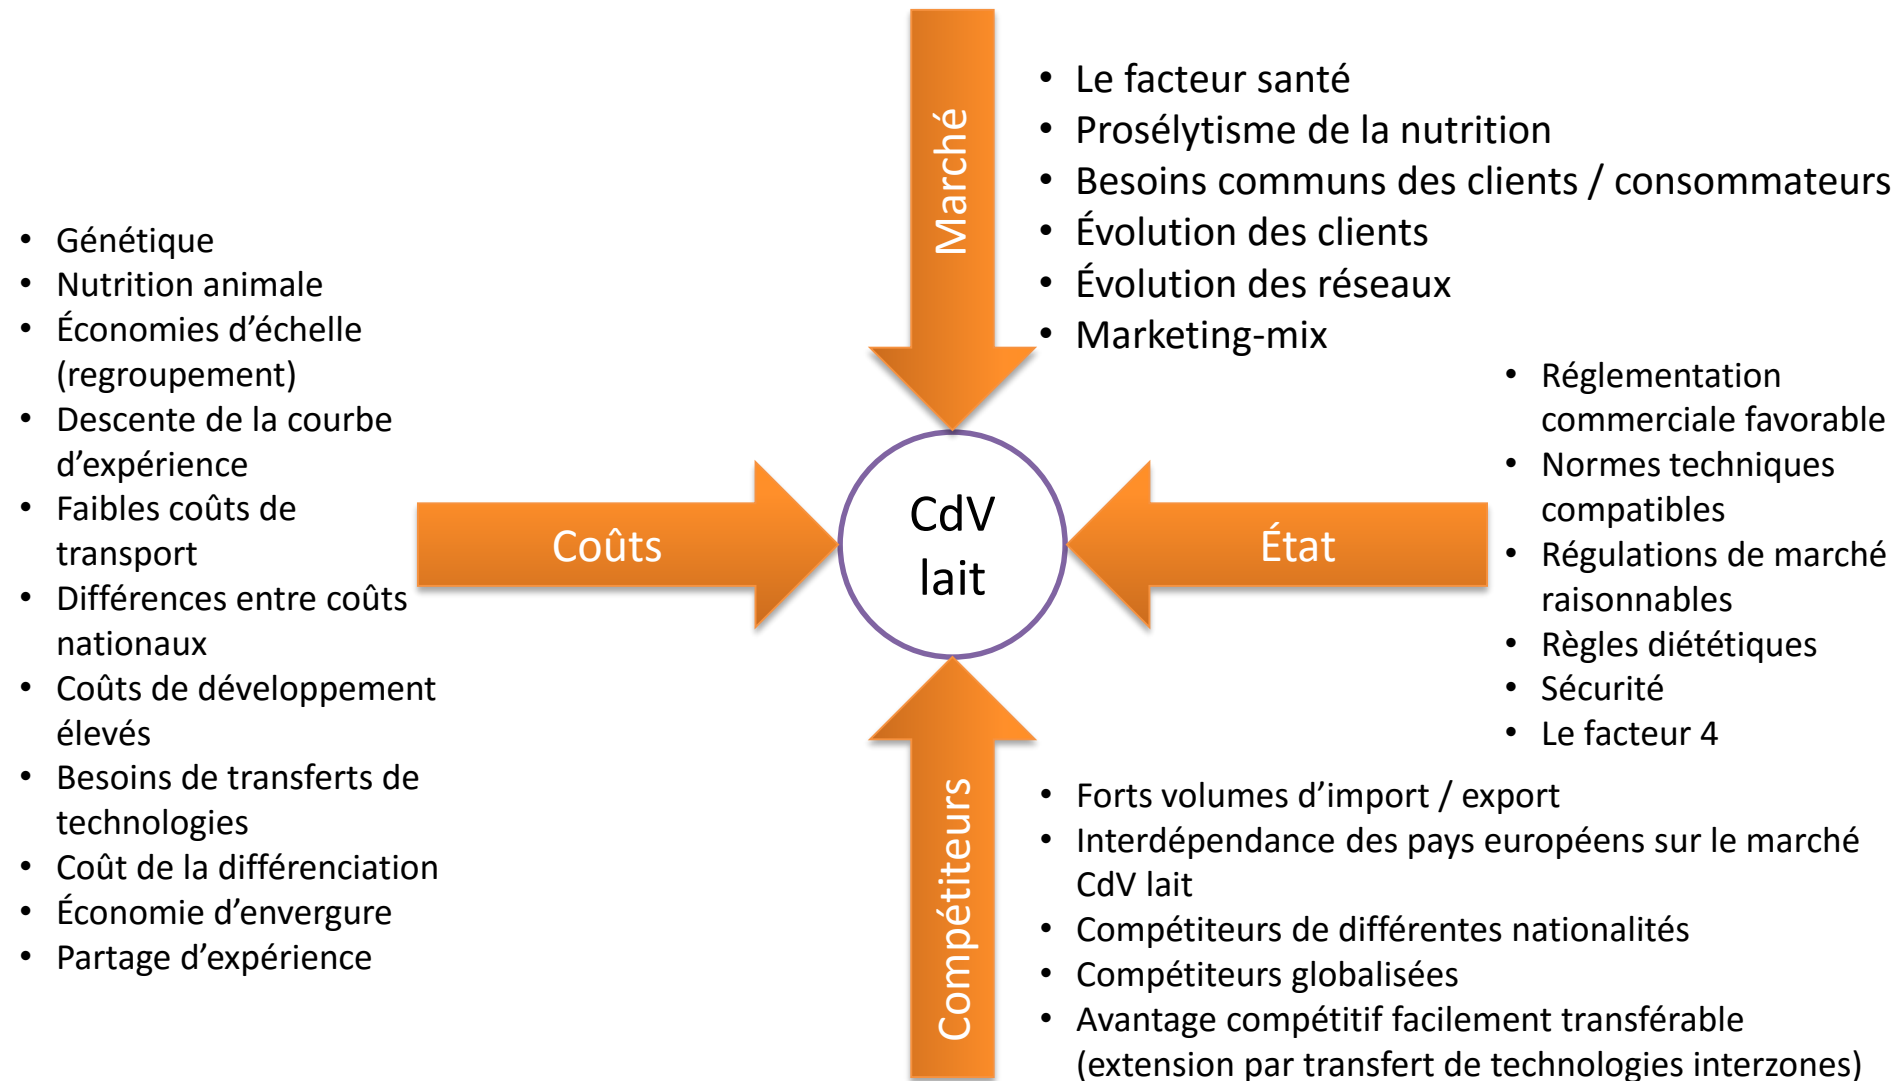 Marché
• Le facteur santé
• Prosélytisme de la nutrition
• Besoins communs des clients / consommateurs
• Évolution des clients
• Évolution des réseaux
• Marketing-mix
• Génétique
• Nutrition animale
• Économies d’échelle
(regroupement)
• Descente de la courbe
d’expérience
• Faibles coûts de
transport
• Différences entre coûts
nationaux
• Coûts de développement
élevés
• Besoins de transferts de
technologies
• Coût de la différenciation
• Économie d’envergure
• Partage d’expérience
Coûts
CdV
lait
État
• Réglementation
commerciale favorable
• Normes techniques
compatibles
• Régulations de marché
raisonnables
• Règles diététiques
• Sécurité
• Le facteur 4
Compétiteurs
• Forts volumes d’import / export
• Interdépendance des pays européens sur le marché
CdV lait
• Compétiteurs de différentes nationalités
• Compétiteurs globalisées
• Avantage compétitif facilement transférable
(extension par transfert de technologies interzones)